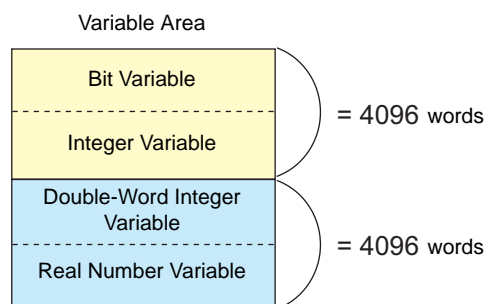 Variable Area
Bit Variable
Integer Variable
= 4096 words
Double-Word Integer
Variable
Real Number Variable
= 4096 words